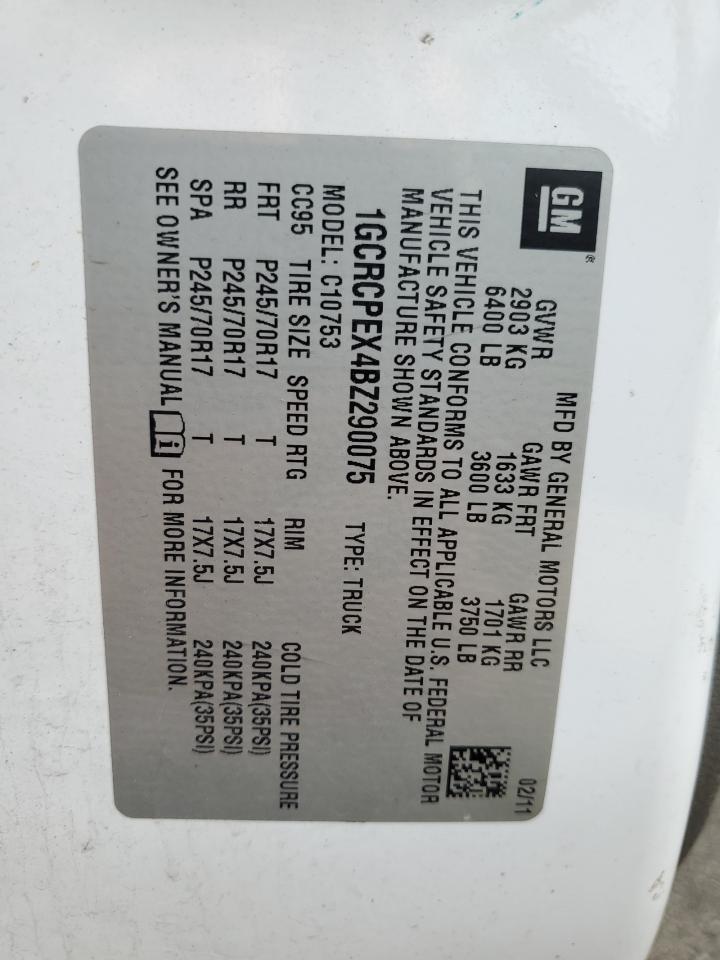 GM ®
MFD BY GENERAL MOTORS LLC 02/11
GVWR GAWR FRT GAWR RR
2903 KG 1633 KG 1701 KG
6400 LB 3600 LB 3750 LB
THIS VEHICLE CONFORMS TO ALL APPLICABLE U.S. FEDERAL MOTOR
VEHICLE SAFETY STANDARDS IN EFFECT ON THE DATE OF
MANUFACTURE SHOWN ABOVE.
1GCRCPEX4BZ290075 TYPE: TRUCK
MODEL: C10753
CC95 TIRE SIZE SPEED RTG RIM COLD TIRE PRESSURE
FRT P245/70R17 T 17X7.5J 240KPA(35PSI)
RR P245/70R17 T 17X7.5J 240KPA(35PSI)
SPA P245/70R17 T 17X7.5J 240KPA(35PSI)
SEE OWNER'S MANUAL i FOR MORE INFORMATION.